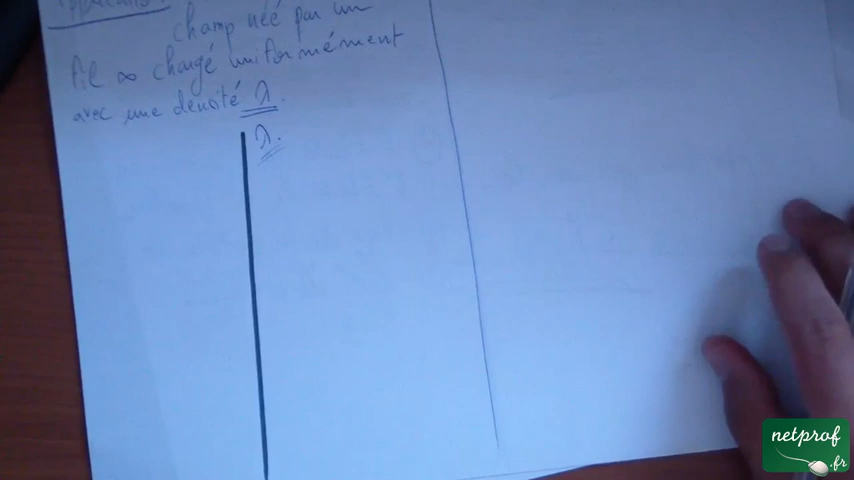 champ créé par un
fil ∞ chargé uniformément
avec une densité λ.
λ.
netprof
.fr